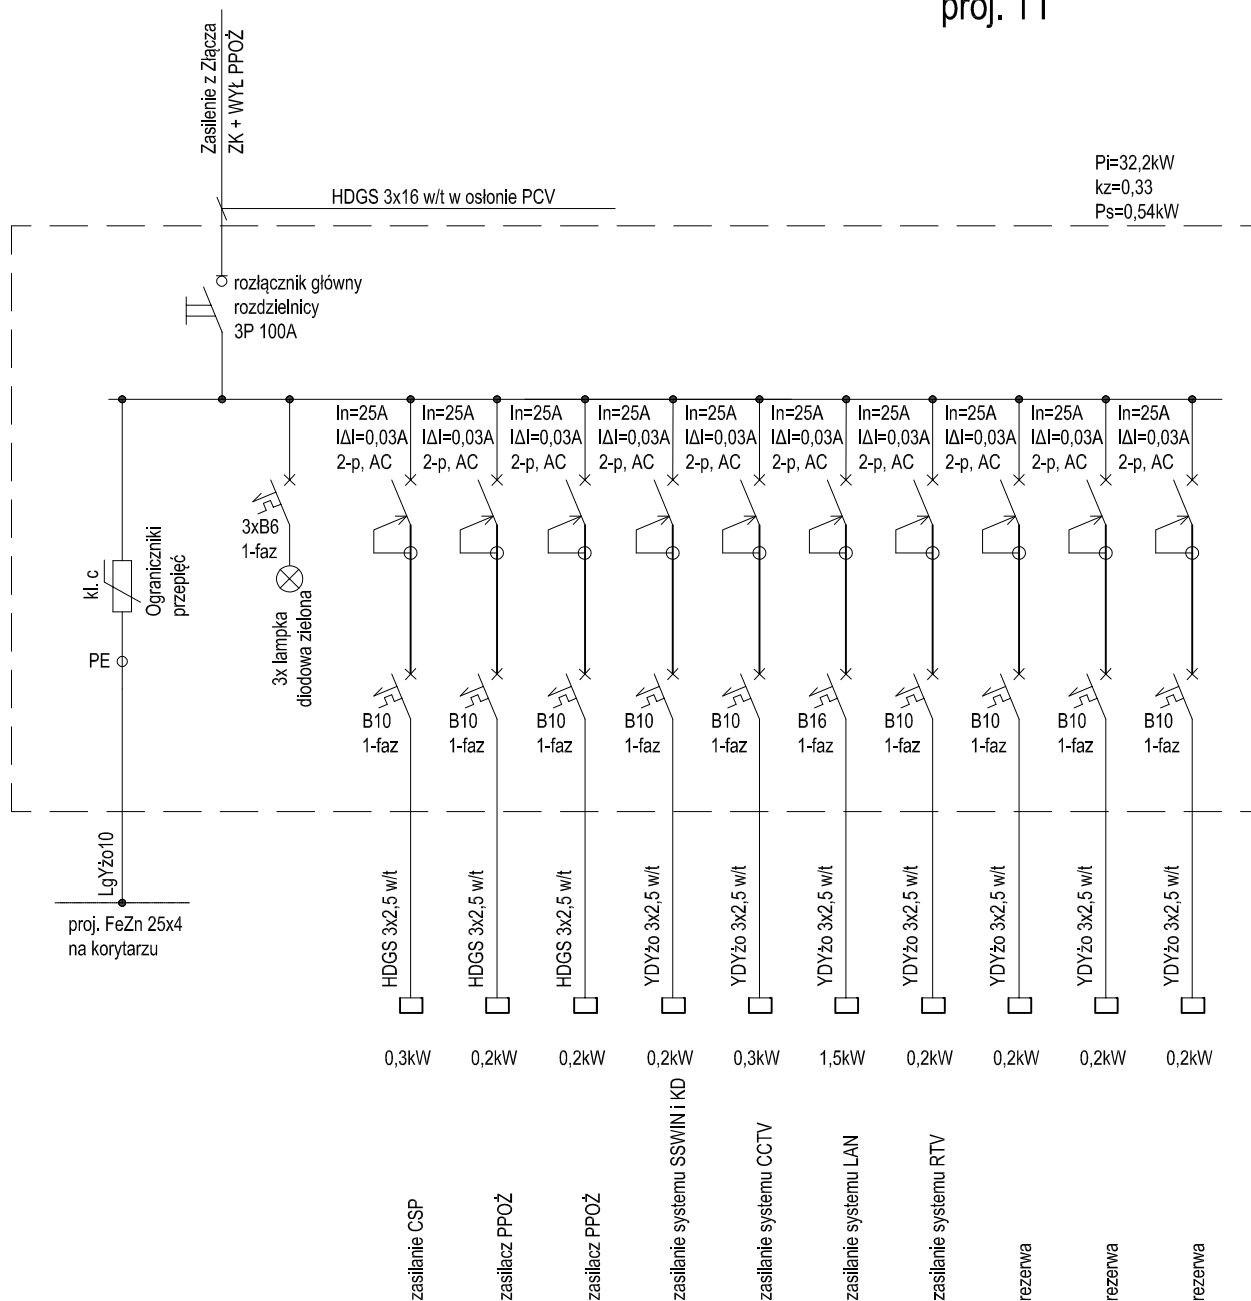 proj. TT
Zasilenie z Złącza
ZK + WYŁ PPOŻ
HDGS 3x16 w/t w osłonie PCV
Pi=32,2kW
kz=0,33
Ps=0,54kW
rozłącznik główny
rozdzielnicy
3P 100A
In=25A
IΔI=0,03A
2-p, AC
In=25A
IΔI=0,03A
2-p, AC
In=25A
IΔI=0,03A
2-p, AC
In=25A
IΔI=0,03A
2-p, AC
In=25A
IΔI=0,03A
2-p, AC
In=25A
IΔI=0,03A
2-p, AC
In=25A
IΔI=0,03A
2-p, AC
In=25A
IΔI=0,03A
2-p, AC
In=25A
IΔI=0,03A
2-p, AC
In=25A
IΔI=0,03A
2-p, AC
3xB6
1-faz
kl. c
Ograniczniki
przepięć
3x lampka
diodowa zielona
PE
B10
1-faz
B10
1-faz
B10
1-faz
B10
1-faz
B10
1-faz
B16
1-faz
B10
1-faz
B10
1-faz
B10
1-faz
B10
1-faz
LgYżo10
proj. FeZn 25x4
na korytarzu
HDGS 3x2,5 w/t
HDGS 3x2,5 w/t
HDGS 3x2,5 w/t
YDYżo 3x2,5 w/t
YDYżo 3x2,5 w/t
YDYżo 3x2,5 w/t
YDYżo 3x2,5 w/t
YDYżo 3x2,5 w/t
YDYżo 3x2,5 w/t
YDYżo 3x2,5 w/t
0,3kW
0,2kW
0,2kW
0,2kW
0,3kW
1,5kW
0,2kW
0,2kW
0,2kW
0,2kW
zasilanie CSP
zasilacz PPOŻ
zasilacz PPOŻ
zasilanie systemu SSWIN i KD
zasilanie systemu CCTV
zasilanie systemu LAN
zasilanie systemu RTV
rezerwa
rezerwa
rezerwa